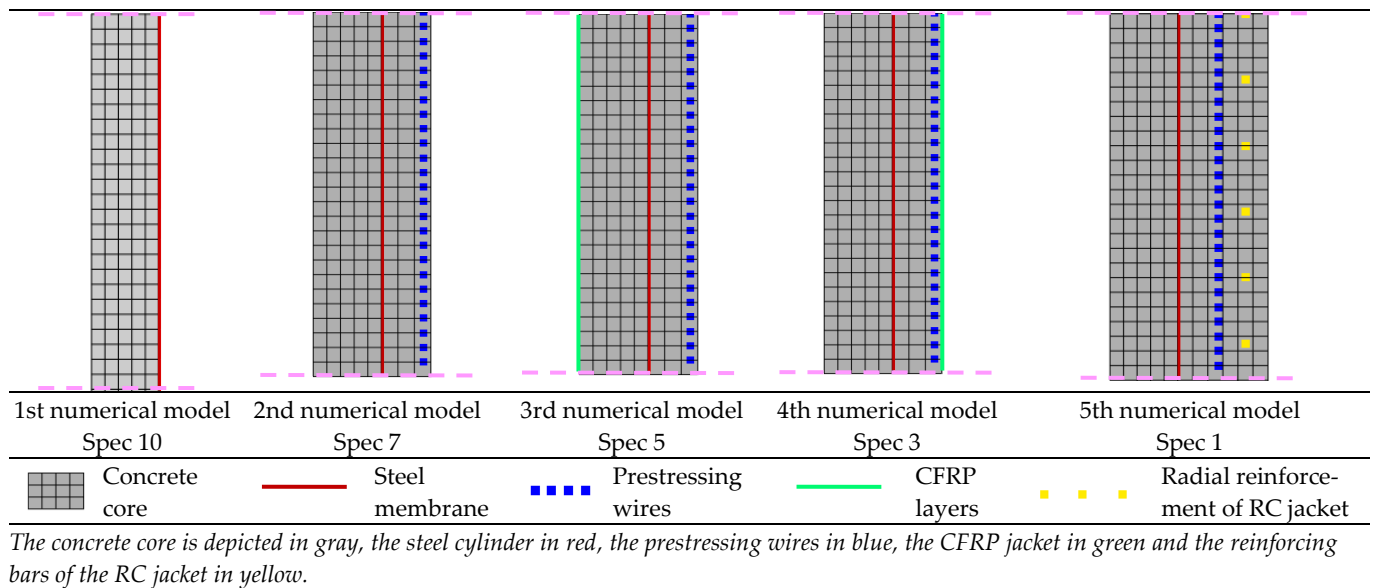 1st numerical model 2nd numerical model 3rd numerical model 4th numerical model 5th numerical model
Spec 10 Spec 7 Spec 5 Spec 3 Spec 1
Concrete Steel Prestressing CFRP Radial reinforce-
core membrane wires layers ment of RC jacket
The concrete core is depicted in gray, the steel cylinder in red, the prestressing wires in blue, the CFRP jacket in green and the reinforcing
bars of the RC jacket in yellow.